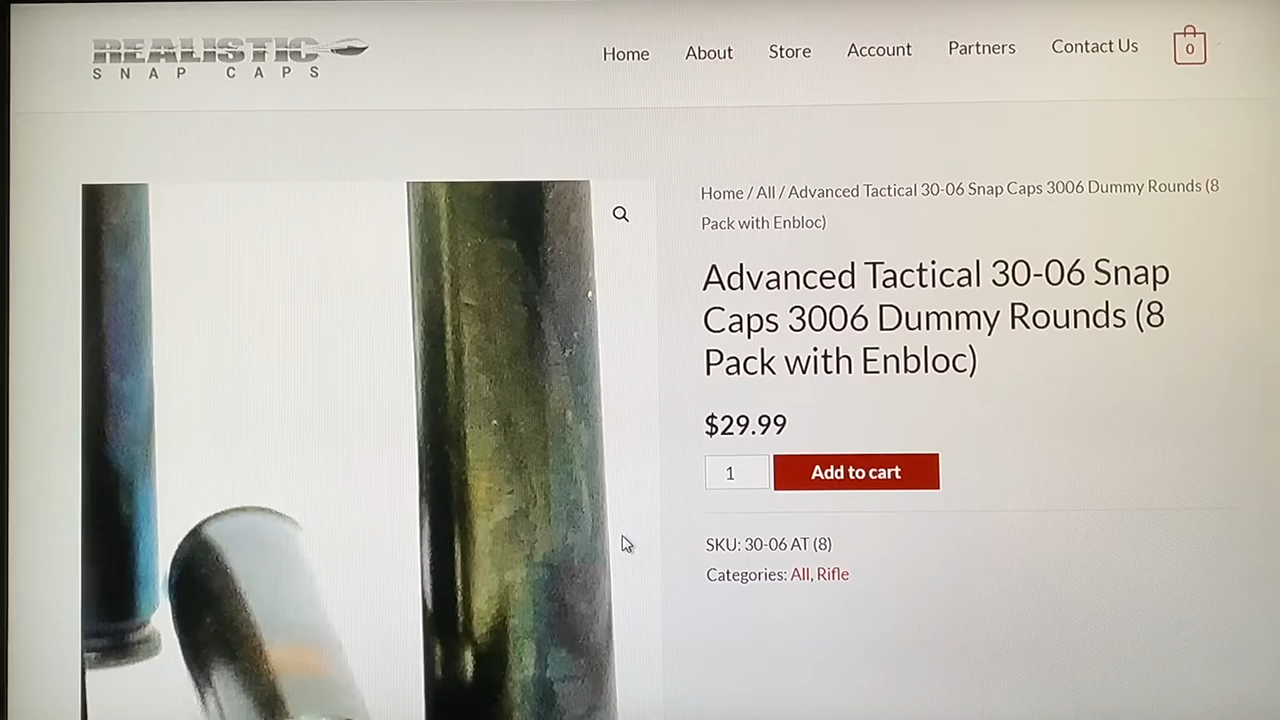 REALISTIC
SNAP CAPS
Home About Store Account Partners Contact Us 0
Home / All / Advanced Tactical 30-06 Snap Caps 3006 Dummy Rounds (8
Pack with Enbloc)
Advanced Tactical 30-06 Snap
Caps 3006 Dummy Rounds (8
Pack with Enbloc)
$29.99
1 Add to cart
SKU: 30-06 AT (8)
Categories: All, Rifle